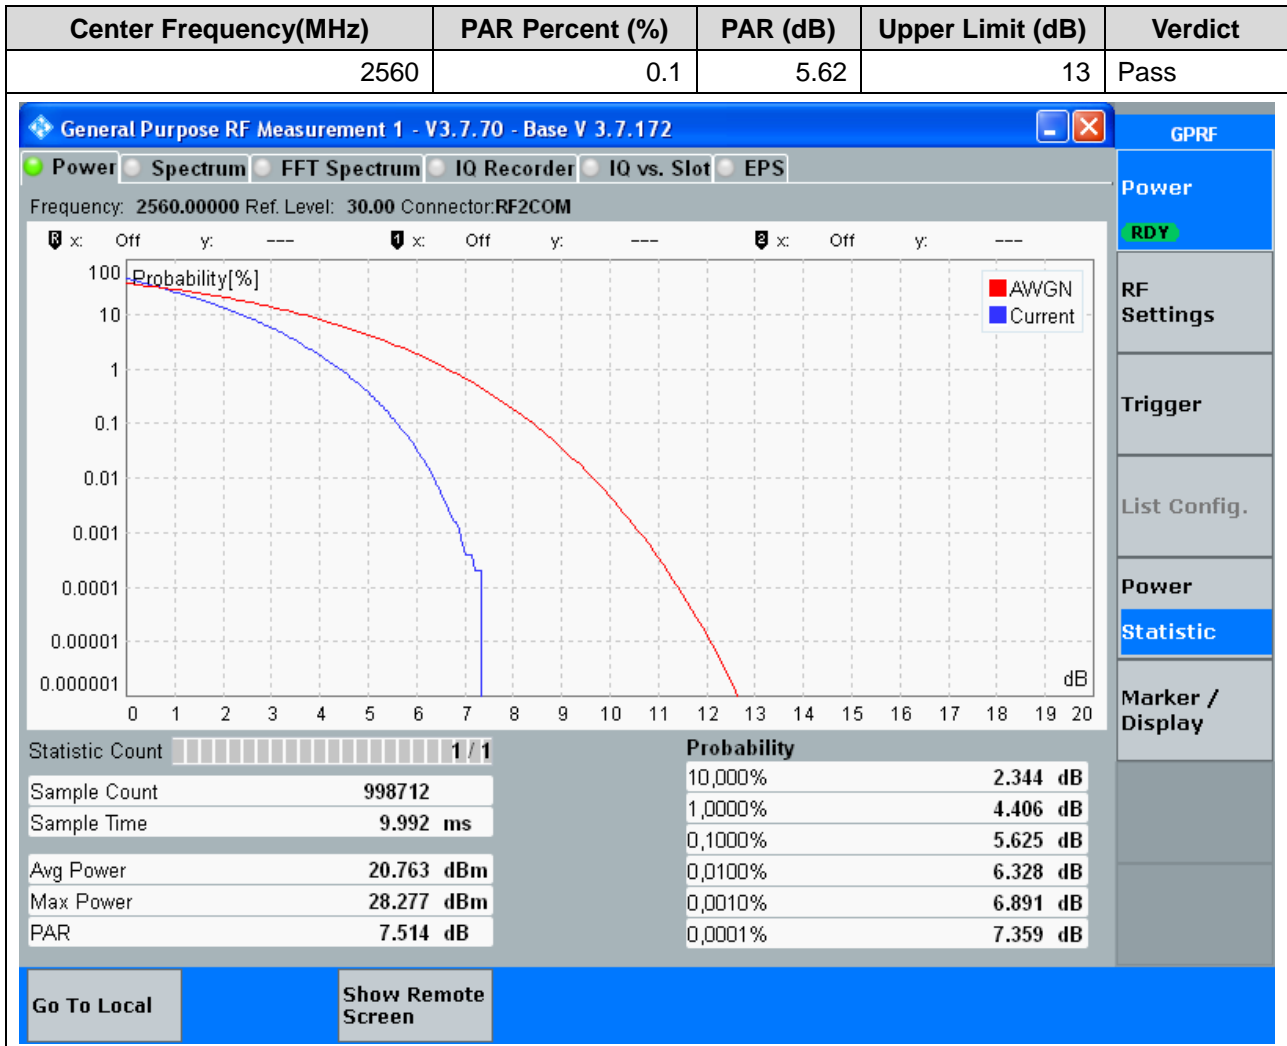 Center Frequency(MHz) PAR Percent (%) PAR (dB) Upper Limit (dB) Verdict
2560 0.1 5.62 13 Pass
General Purpose RF Measurement 1 - V3.7.70 - Base V 3.7.172
GPRF
Power Spectrum FFT Spectrum IQ Recorder IQ vs. Slot EPS
Power
RDY
Frequency: 2560.00000 Ref. Level: 30.00 Connector:RF2COM
R x: Off y: --- 1 x: Off y: --- 2 x: Off y: ---
Probability[%]
AWGN
Current
100
10
1
0.1
0.01
0.001
0.0001
0.00001
0.000001
dB
0 1 2 3 4 5 6 7 8 9 10 11 12 13 14 15 16 17 18 19 20
RF
Settings
Trigger
List Config.
Power
Statistic
Marker /
Display
Statistic Count 1 / 1
Sample Count 998712
Sample Time 9.992 ms
Avg Power 20.763 dBm
Max Power 28.277 dBm
PAR 7.514 dB
Probability
10,000% 2.344 dB
1,0000% 4.406 dB
0,1000% 5.625 dB
0,0100% 6.328 dB
0,0010% 6.891 dB
0,0001% 7.359 dB
Go To Local
Show Remote
Screen